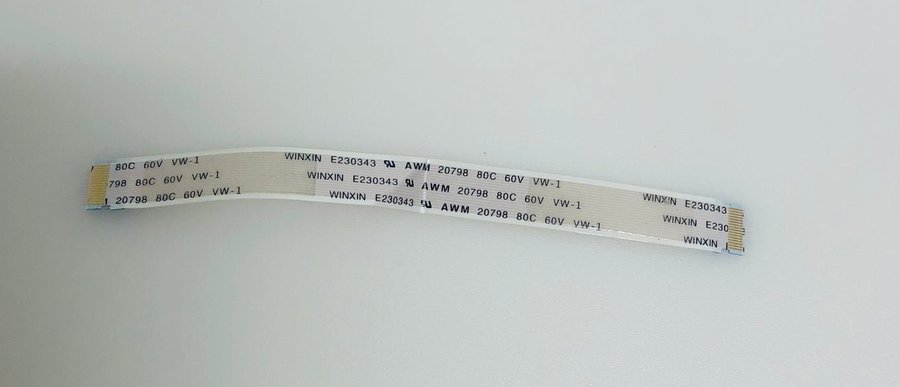 80C 60V VW-1 WINXIN E230343 AWM 20798 80C 60V VW-1 WINXIN E230343
798 80C 60V VW-1 WINXIN E230343 AWM 20798 80C 60V VW-1 WINXIN E230
20798 80C 60V VW-1 WINXIN E230343 AWM 20798 80C 60V VW-1 WINXIN